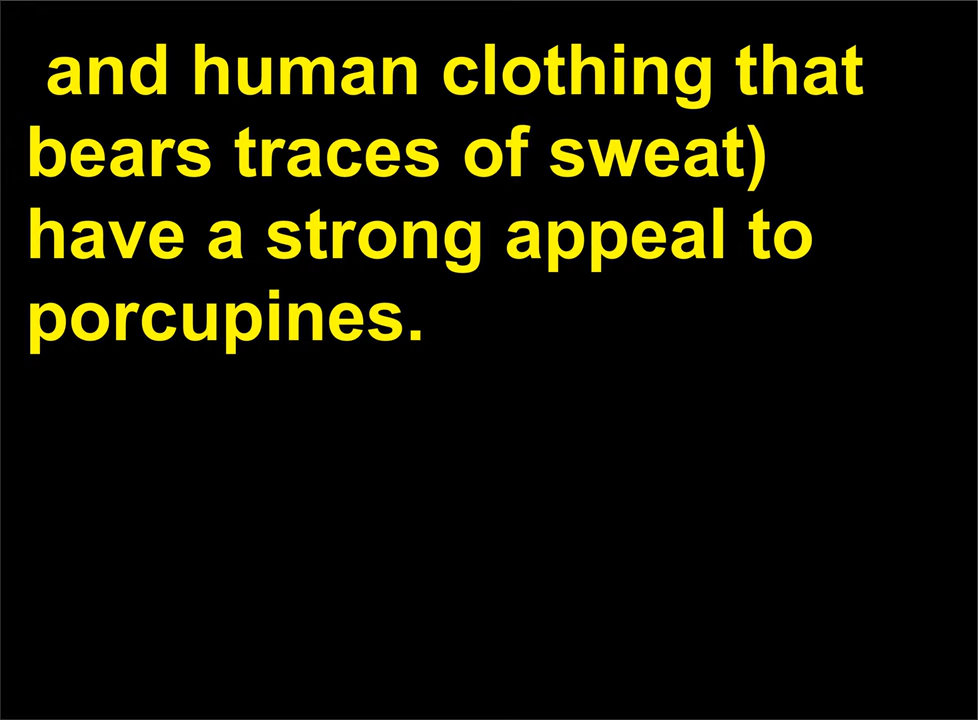 and human clothing that
bears traces of sweat)
have a strong appeal to
porcupines.